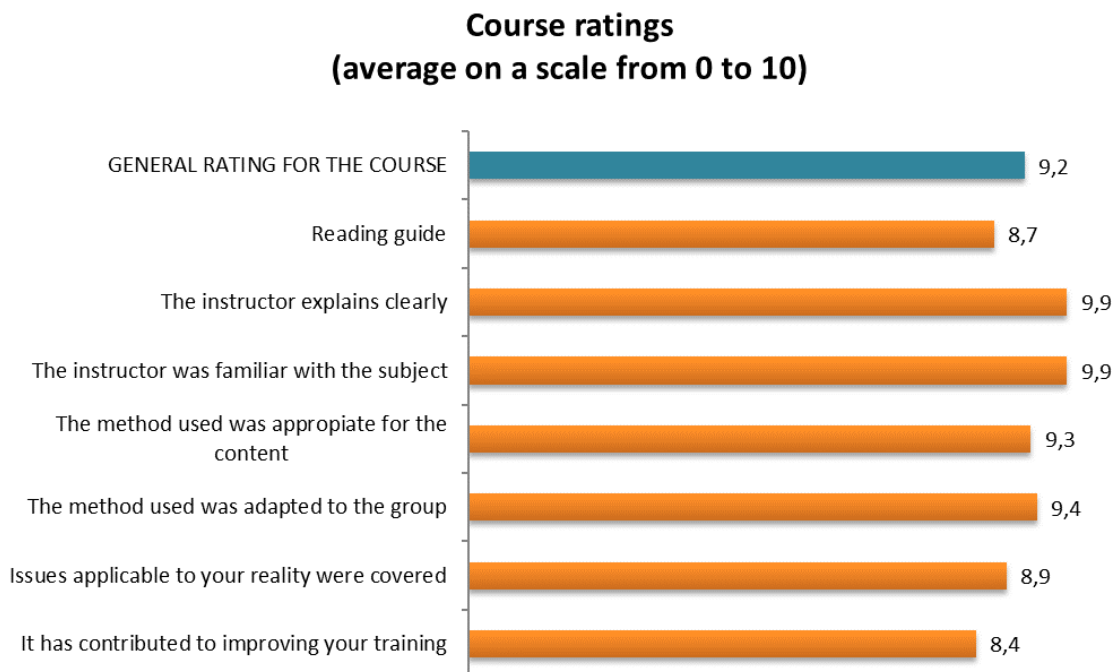 Course ratings
(average on a scale from 0 to 10)
GENERAL RATING FOR THE COURSE
9,2
Reading guide
8,7
The instructor explains clearly
9,9
The instructor was familiar with the subject
9,9
The method used was appropiate for the
content
9,3
The method used was adapted to the group
9,4
Issues applicable to your reality were covered
8,9
It has contributed to improving your training
8,4